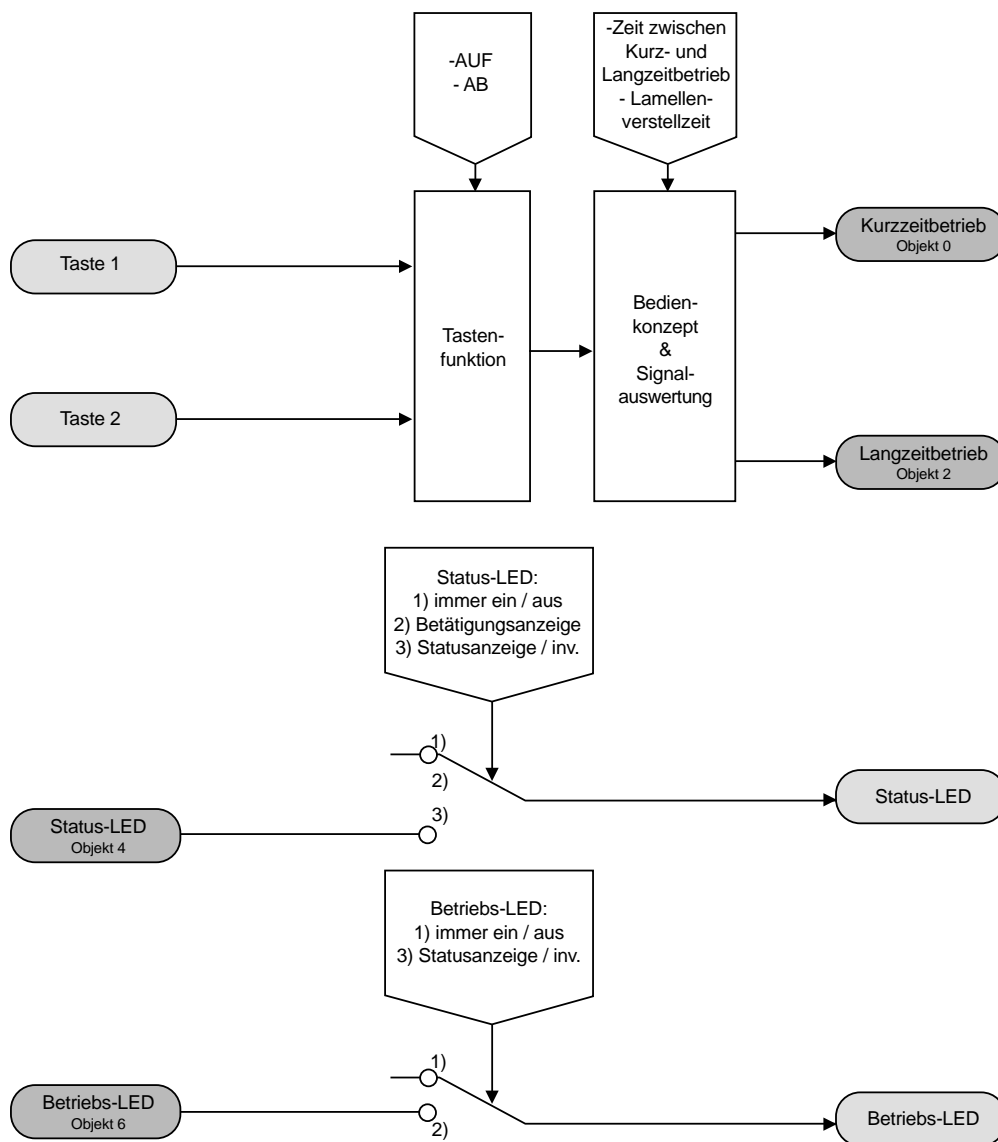 -AUF
- AB
-Zeit zwischen
Kurz- und
Langzeitbetrieb
- Lamellen-
verstellzeit
Taste 1
Taste 2
Tasten-
funktion
Bedien-
konzept
&
Signal-
auswertung
Kurzzeitbetrieb
Objekt 0
Langzeitbetrieb
Objekt 2
Status-LED:
1) immer ein / aus
2) Betätigungsanzeige
3) Statusanzeige / inv.
1)
2)
3)
Status-LED
Objekt 4
Status-LED
Betriebs-LED:
1) immer ein / aus
3) Statusanzeige / inv.
1)
2)
Betriebs-LED
Objekt 6
Betriebs-LED